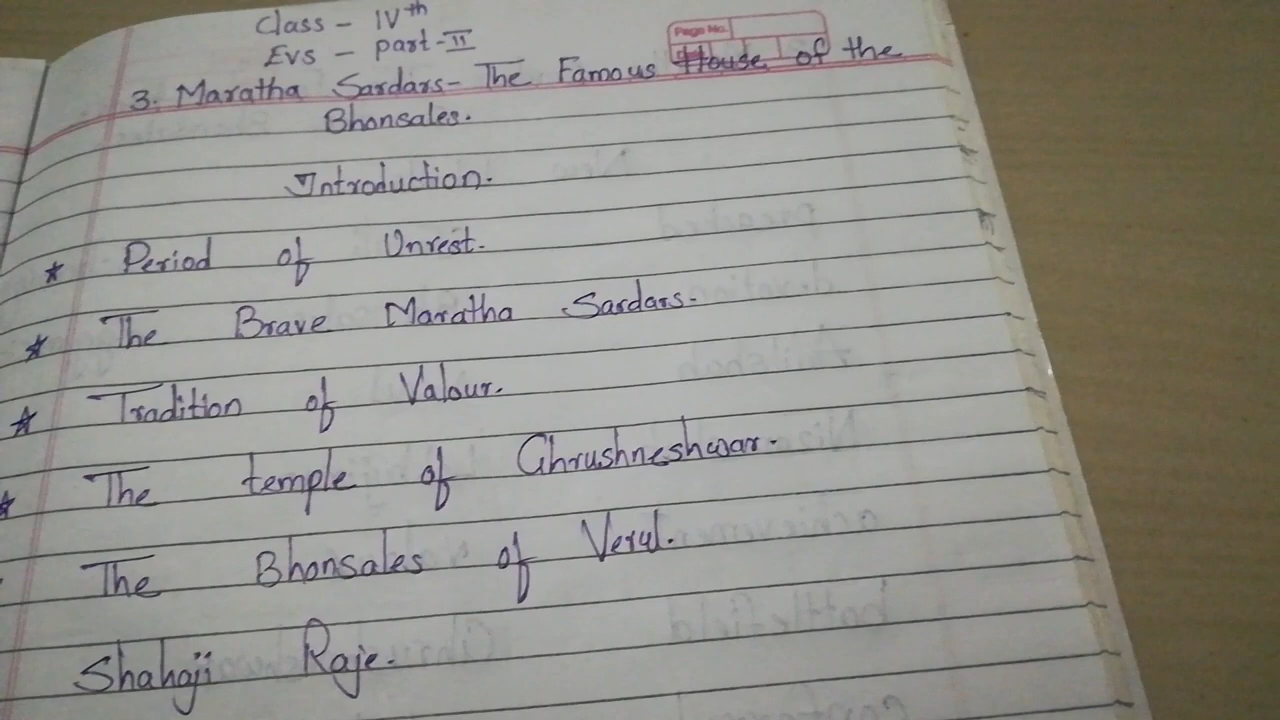 Class - IVth
Evs - part-II
Page No.
3. Maratha Sardars- The Famous House of the
Bhonsales.
Introduction.
* Period of Unrest.
* The Brave Maratha Sardars.
* Tradition of Valour.
* The temple of Ghrushneshwar.
The Bhonsales of Verul.
Shahaji Raje.